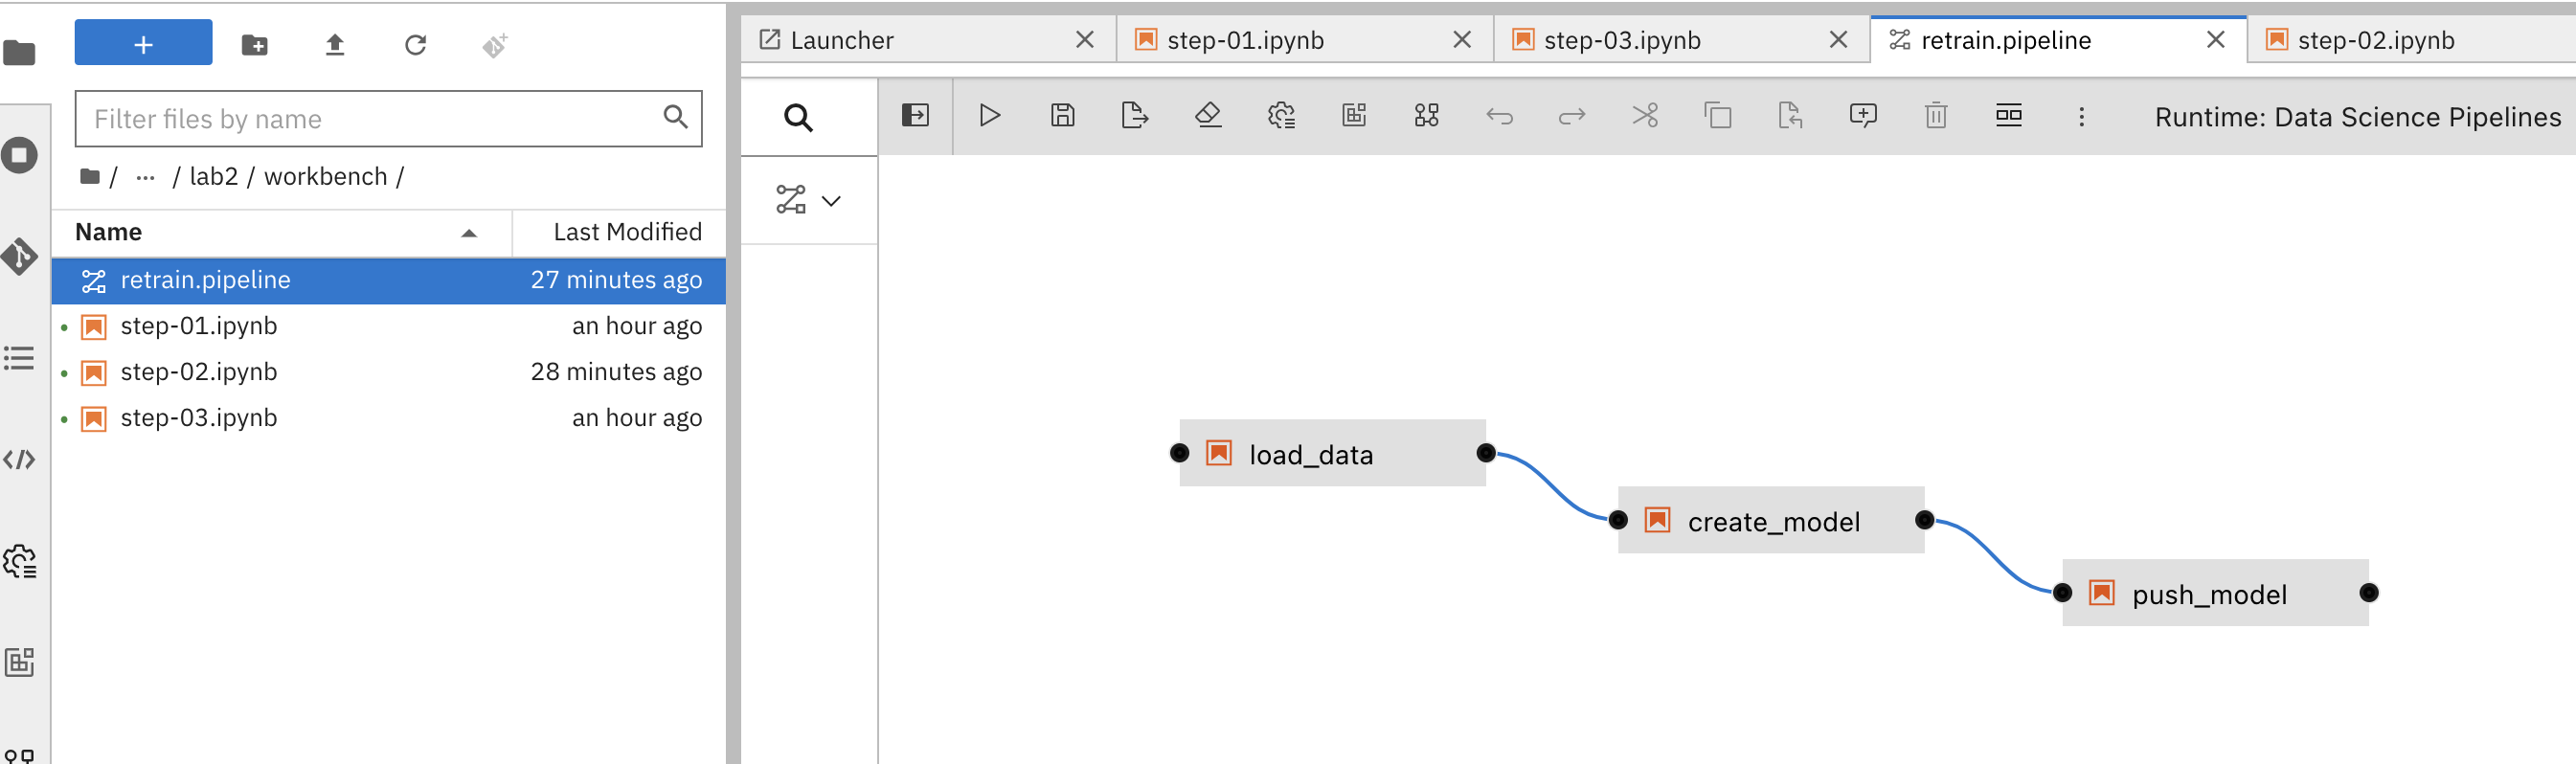 Launcher
step-01.ipynb
step-03.ipynb
retrain.pipeline
step-02.ipynb
Filter files by name
/ ... / lab2 / workbench /
Name Last Modified
retrain.pipeline 27 minutes ago
step-01.ipynb an hour ago
step-02.ipynb 28 minutes ago
step-03.ipynb an hour ago
Runtime: Data Science Pipelines
load_data
create_model
push_model